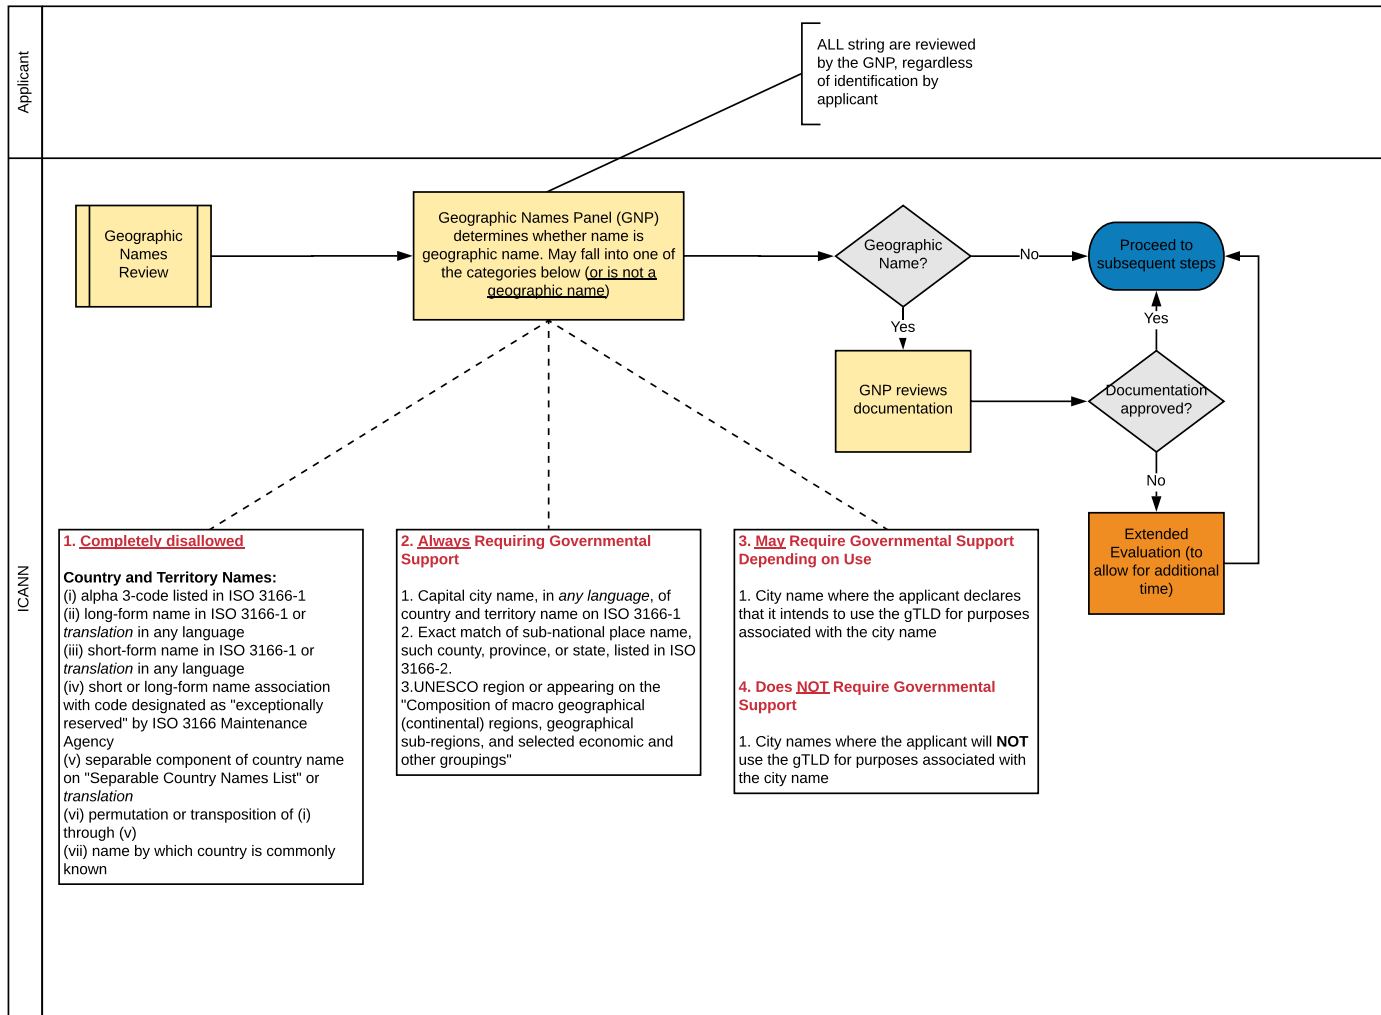 Applicant
ALL string are reviewed
by the GNP, regardless
of identification by
applicant
ICANN
Geographic
Names
Review
Geographic Names Panel (GNP)
determines whether name is
geographic name. May fall into one of
the categories below (or is not a
geographic name)
Geographic
Name?
No
Proceed to
subsequent steps
Yes
Yes
GNP reviews
documentation
Documentation
approved?
No
Extended
Evaluation (to
allow for additional
time)
1. Completely disallowed
Country and Territory Names:
(i) alpha 3-code listed in ISO 3166-1
(ii) long-form name in ISO 3166-1 or
translation in any language
(iii) short-form name in ISO 3166-1 or
translation in any language
(iv) short or long-form name association
with code designated as "exceptionally
reserved" by ISO 3166 Maintenance
Agency
(v) separable component of country name
on "Separable Country Names List" or
translation
(vi) permutation or transposition of (i)
through (v)
(vii) name by which country is commonly
known
2. Always Requiring Governmental
Support
1. Capital city name, in any language, of
country and territory name on ISO 3166-1
2. Exact match of sub-national place name,
such county, province, or state, listed in ISO
3166-2.
3.UNESCO region or appearing on the
"Composition of macro geographical
(continental) regions, geographical
sub-regions, and selected economic and
other groupings"
3. May Require Governmental Support
Depending on Use
1. City name where the applicant declares
that it intends to use the gTLD for purposes
associated with the city name
4. Does NOT Require Governmental
Support
1. City names where the applicant will NOT
use the gTLD for purposes associated with
the city name